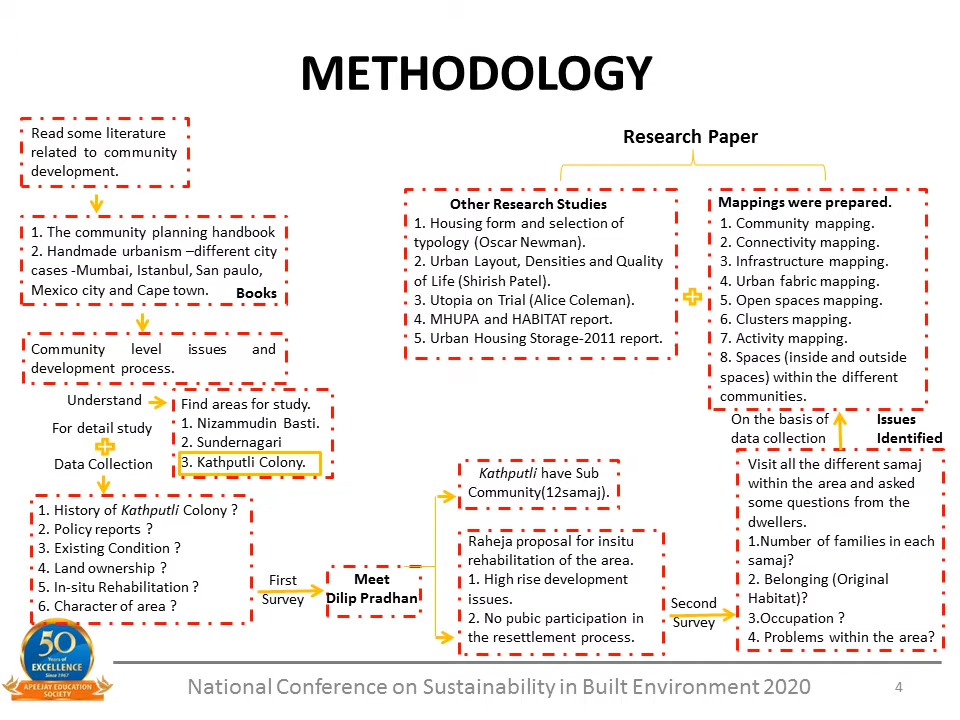 METHODOLOGY
Read some literature
related to community
development.
1. The community planning handbook
2. Handmade urbanism –different city
cases -Mumbai, Istanbul, San paulo,
Mexico city and Cape town.
Books
Community level issues and
development process.
Understand
For detail study
Data Collection
Find areas for study.
1. Nizammudin Basti.
2. Sundernagari
3. Kathputli Colony.
1. History of Kathputli Colony ?
2. Policy reports ?
3. Existing Condition ?
4. Land ownership ?
5. In-situ Rehabilitation ?
6. Character of area ?
First
Survey
Meet
Dilip Pradhan
Kathputli have Sub
Community(12samaj).
Raheja proposal for insitu
rehabilitation of the area.
1. High rise development
issues.
2. No pubic participation in
the resettlement process.
Second
Survey
Visit all the different samaj
within the area and asked
some questions from the
dwellers.
1.Number of families in each
samaj?
2. Belonging (Original
Habitat)?
3.Occupation ?
4. Problems within the area?
On the basis of
data collection
Issues
Identified
Research Paper
Other Research Studies
1. Housing form and selection of
typology (Oscar Newman).
2. Urban Layout, Densities and Quality
of Life (Shirish Patel).
3. Utopia on Trial (Alice Coleman).
4. MHUPA and HABITAT report.
5. Urban Housing Storage-2011 report.
Mappings were prepared.
1. Community mapping.
2. Connectivity mapping.
3. Infrastructure mapping.
4. Urban fabric mapping.
5. Open spaces mapping.
6. Clusters mapping.
7. Activity mapping.
8. Spaces (inside and outside
spaces) within the different
communities.
50
Years of
EXCELLENCE
Since 1967
APEEJAY EDUCATION
SOCIETY
National Conference on Sustainability in Built Environment 2020
4